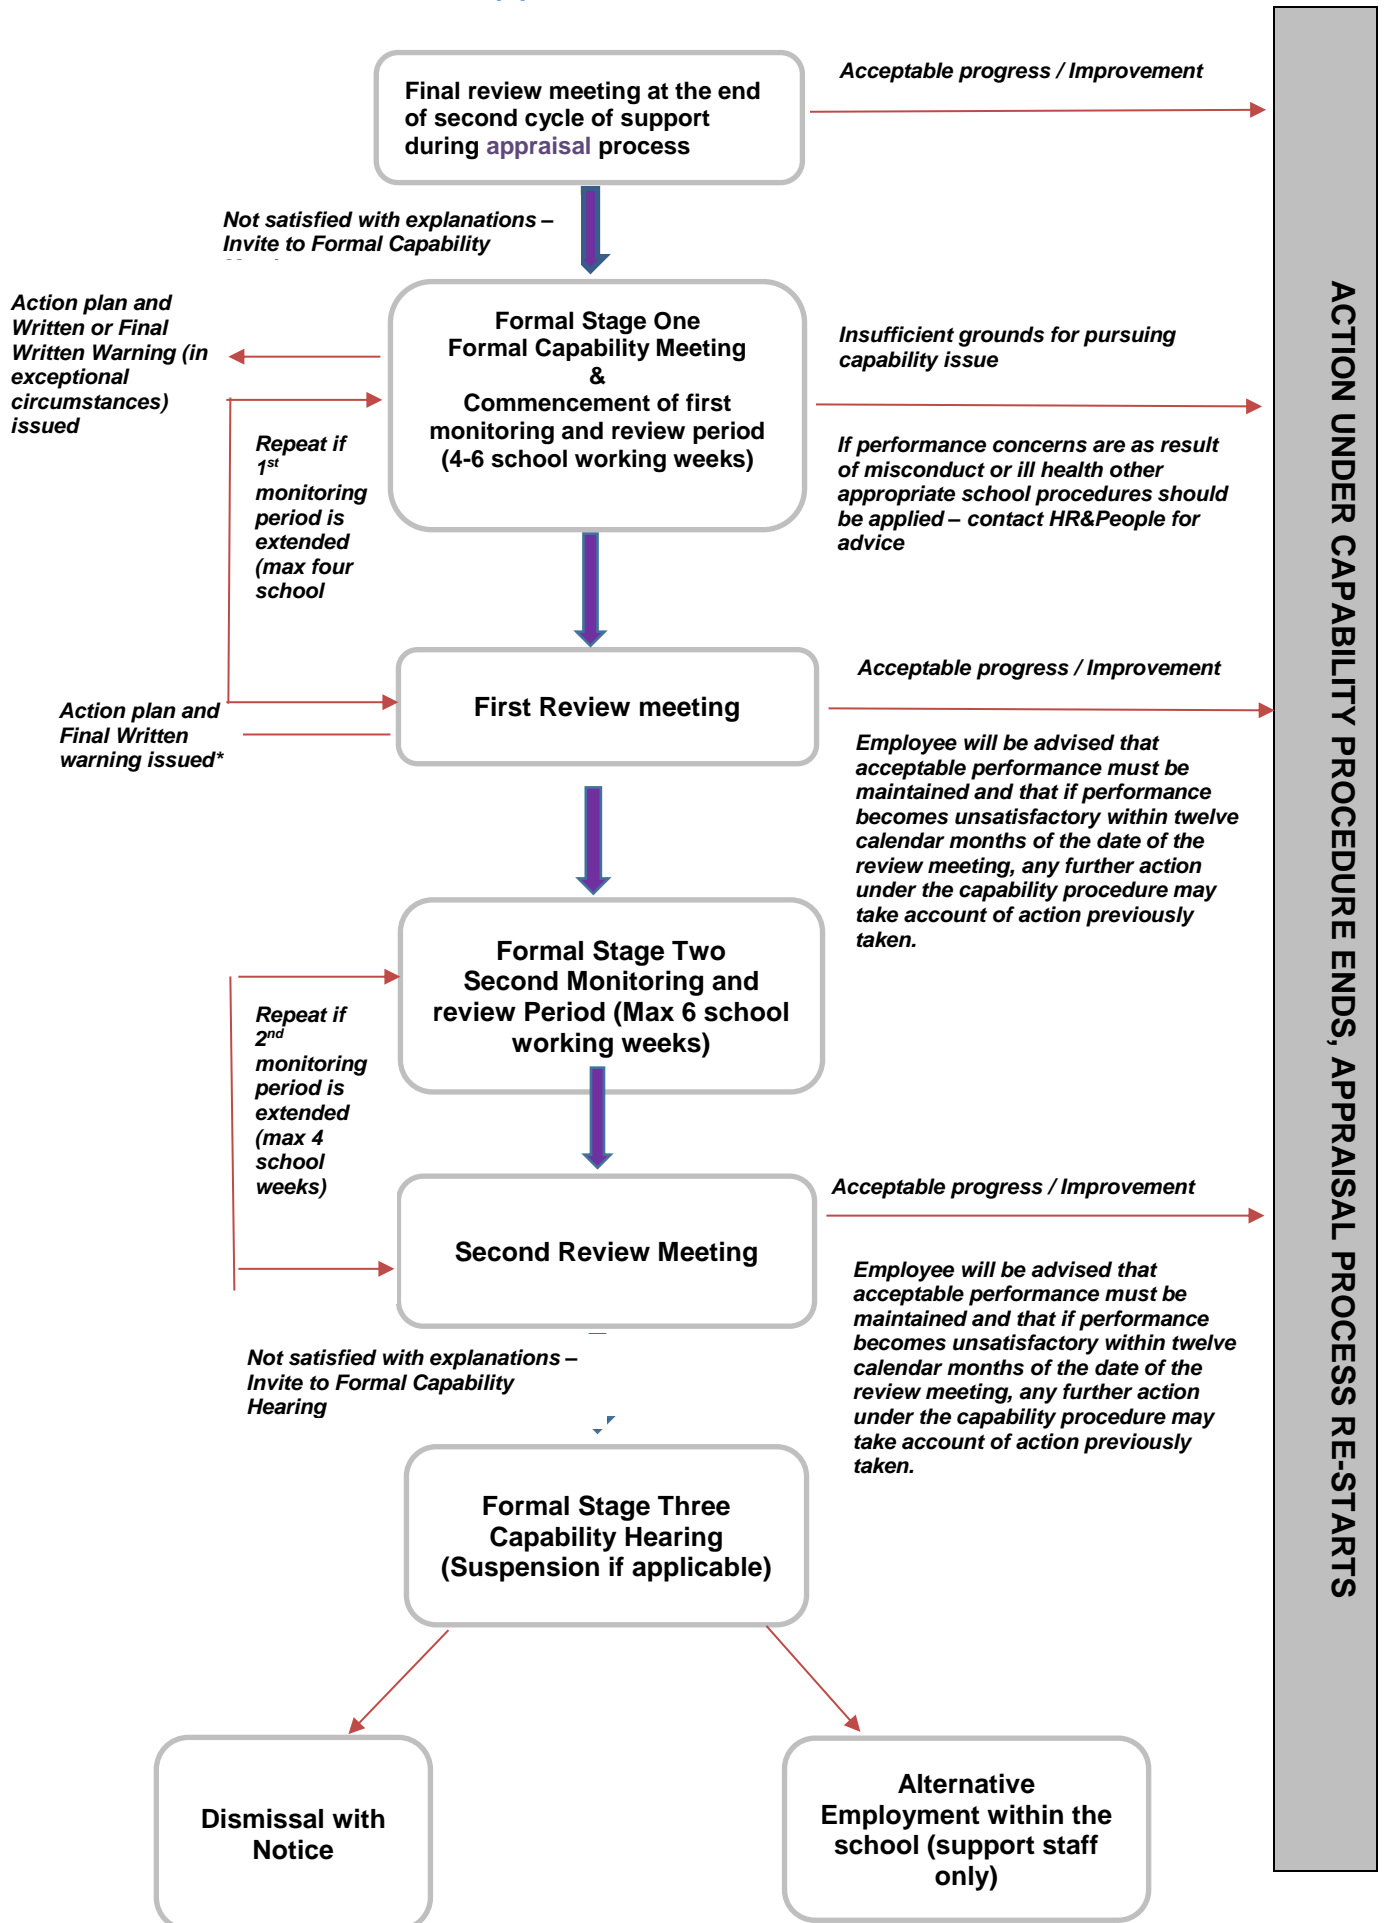 Acceptable progress / Improvement
Final review meeting at the end
of second cycle of support
during appraisal process
Not satisfied with explanations –
Invite to Formal Capability
Action plan and
Written or Final
Written Warning (in
exceptional
circumstances)
issued
Formal Stage One
Formal Capability Meeting
&
Commencement of first
monitoring and review period
(4-6 school working weeks)
Insufficient grounds for pursuing
capability issue
If performance concerns are as result
of misconduct or ill health other
appropriate school procedures should
be applied – contact HR&People for
advice
Repeat if
1st
monitoring
period is
extended
(max four
school
First Review meeting
Acceptable progress / Improvement
Action plan and
Final Written
warning issued*
Employee will be advised that
acceptable performance must be
maintained and that if performance
becomes unsatisfactory within twelve
calendar months of the date of the
review meeting, any further action
under the capability procedure may
take account of action previously
taken.
Formal Stage Two
Second Monitoring and
review Period (Max 6 school
working weeks)
Repeat if
2nd
monitoring
period is
extended
(max 4
school
weeks)
Second Review Meeting
Acceptable progress / Improvement
Employee will be advised that
acceptable performance must be
maintained and that if performance
becomes unsatisfactory within twelve
calendar months of the date of the
review meeting, any further action
under the capability procedure may
take account of action previously
taken.
Not satisfied with explanations –
Invite to Formal Capability
Hearing
Formal Stage Three
Capability Hearing
(Suspension if applicable)
Dismissal with
Notice
Alternative
Employment within the
school (support staff
only)
ACTION UNDER CAPABILITY PROCEDURE ENDS, APPRAISAL PROCESS RE-STARTS